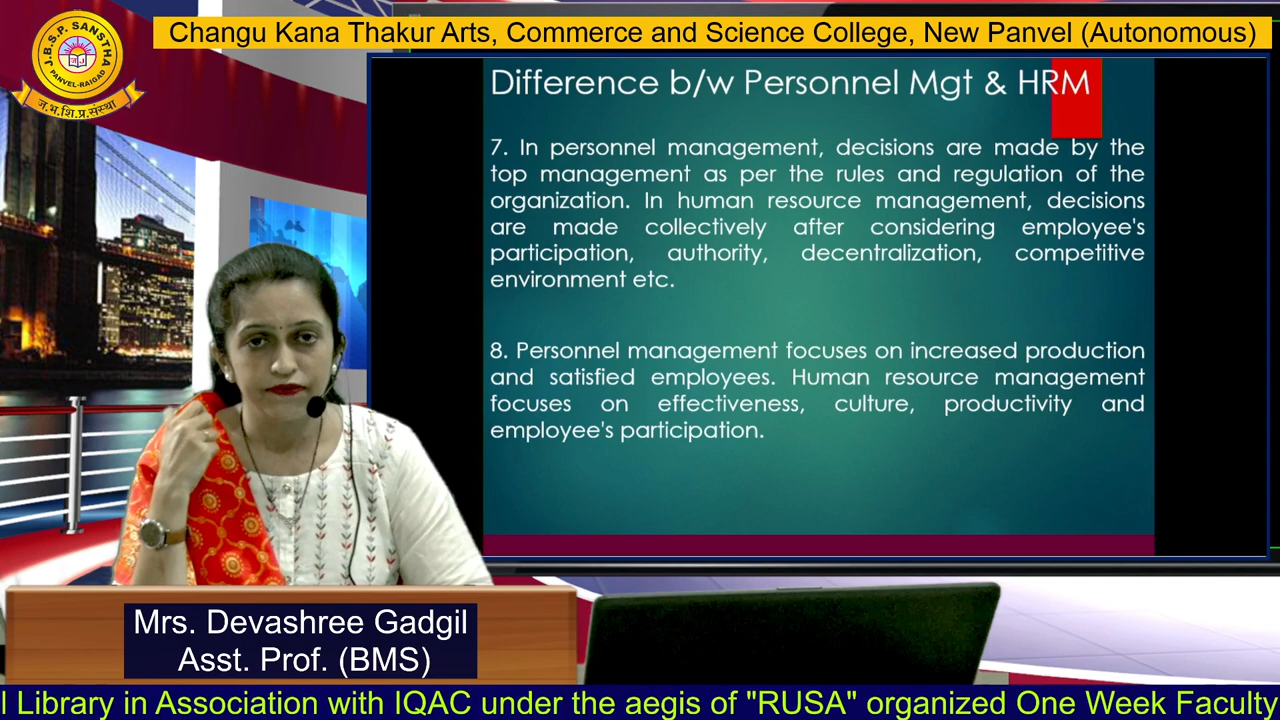 Changu Kana Thakur Arts, Commerce and Science College, New Panvel (Autonomous)
J.B.S.P. SANSTHA
PANVEL-RAIGAD
ज.भ.शि.प्र.संस्था
Difference b/w Personnel Mgt & HRM
7. In personnel management, decisions are made by the
top management as per the rules and regulation of the
organization. In human resource management, decisions
are made collectively after considering employee's
participation, authority, decentralization, competitive
environment etc.
8. Personnel management focuses on increased production
and satisfied employees. Human resource management
focuses on effectiveness, culture, productivity and
employee's participation.
Mrs. Devashree Gadgil
Asst. Prof. (BMS)
l Library in Association with IQAC under the aegis of "RUSA" organized One Week Faculty